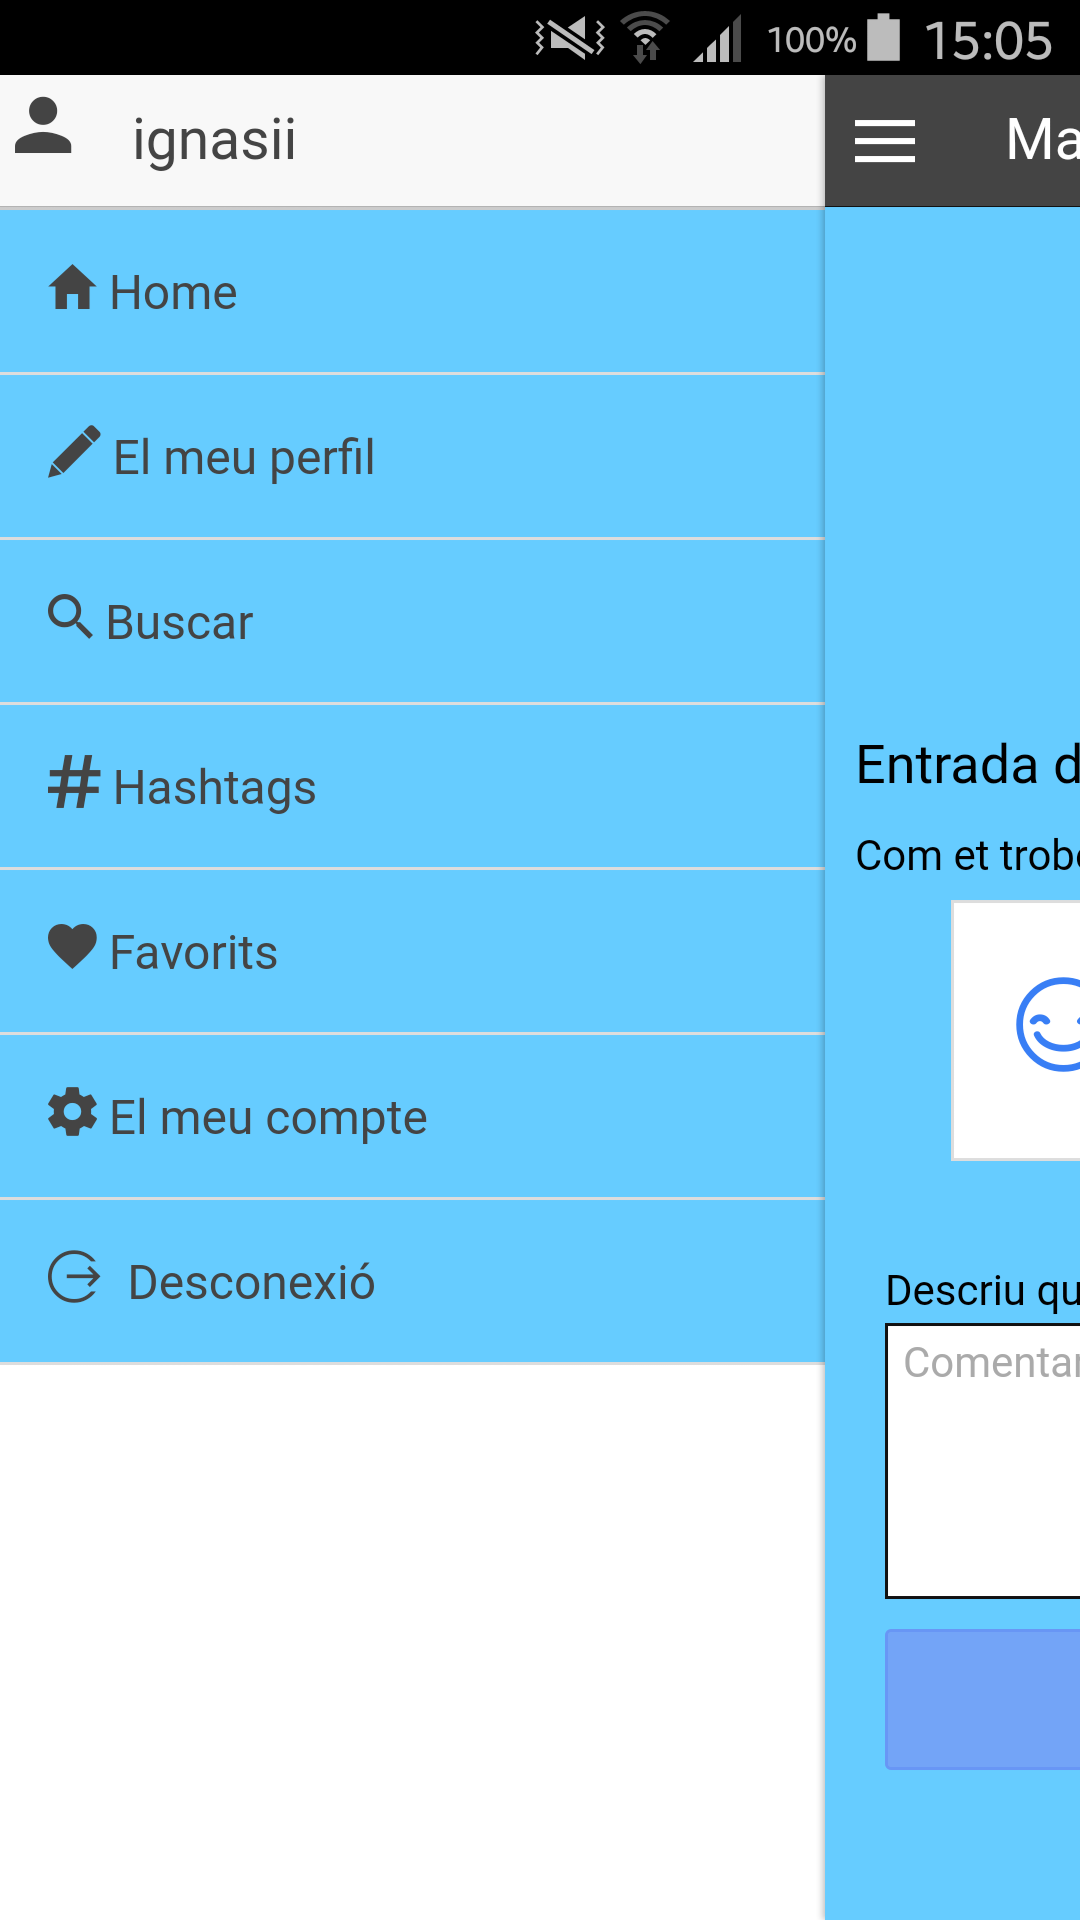 100% 15:05
ignasii
Ma
Home
El meu perfil
Buscar
Hashtags
Favorits
El meu compte
Desconexió
Entrada d
Com et trob
Descriu qu
Comentar